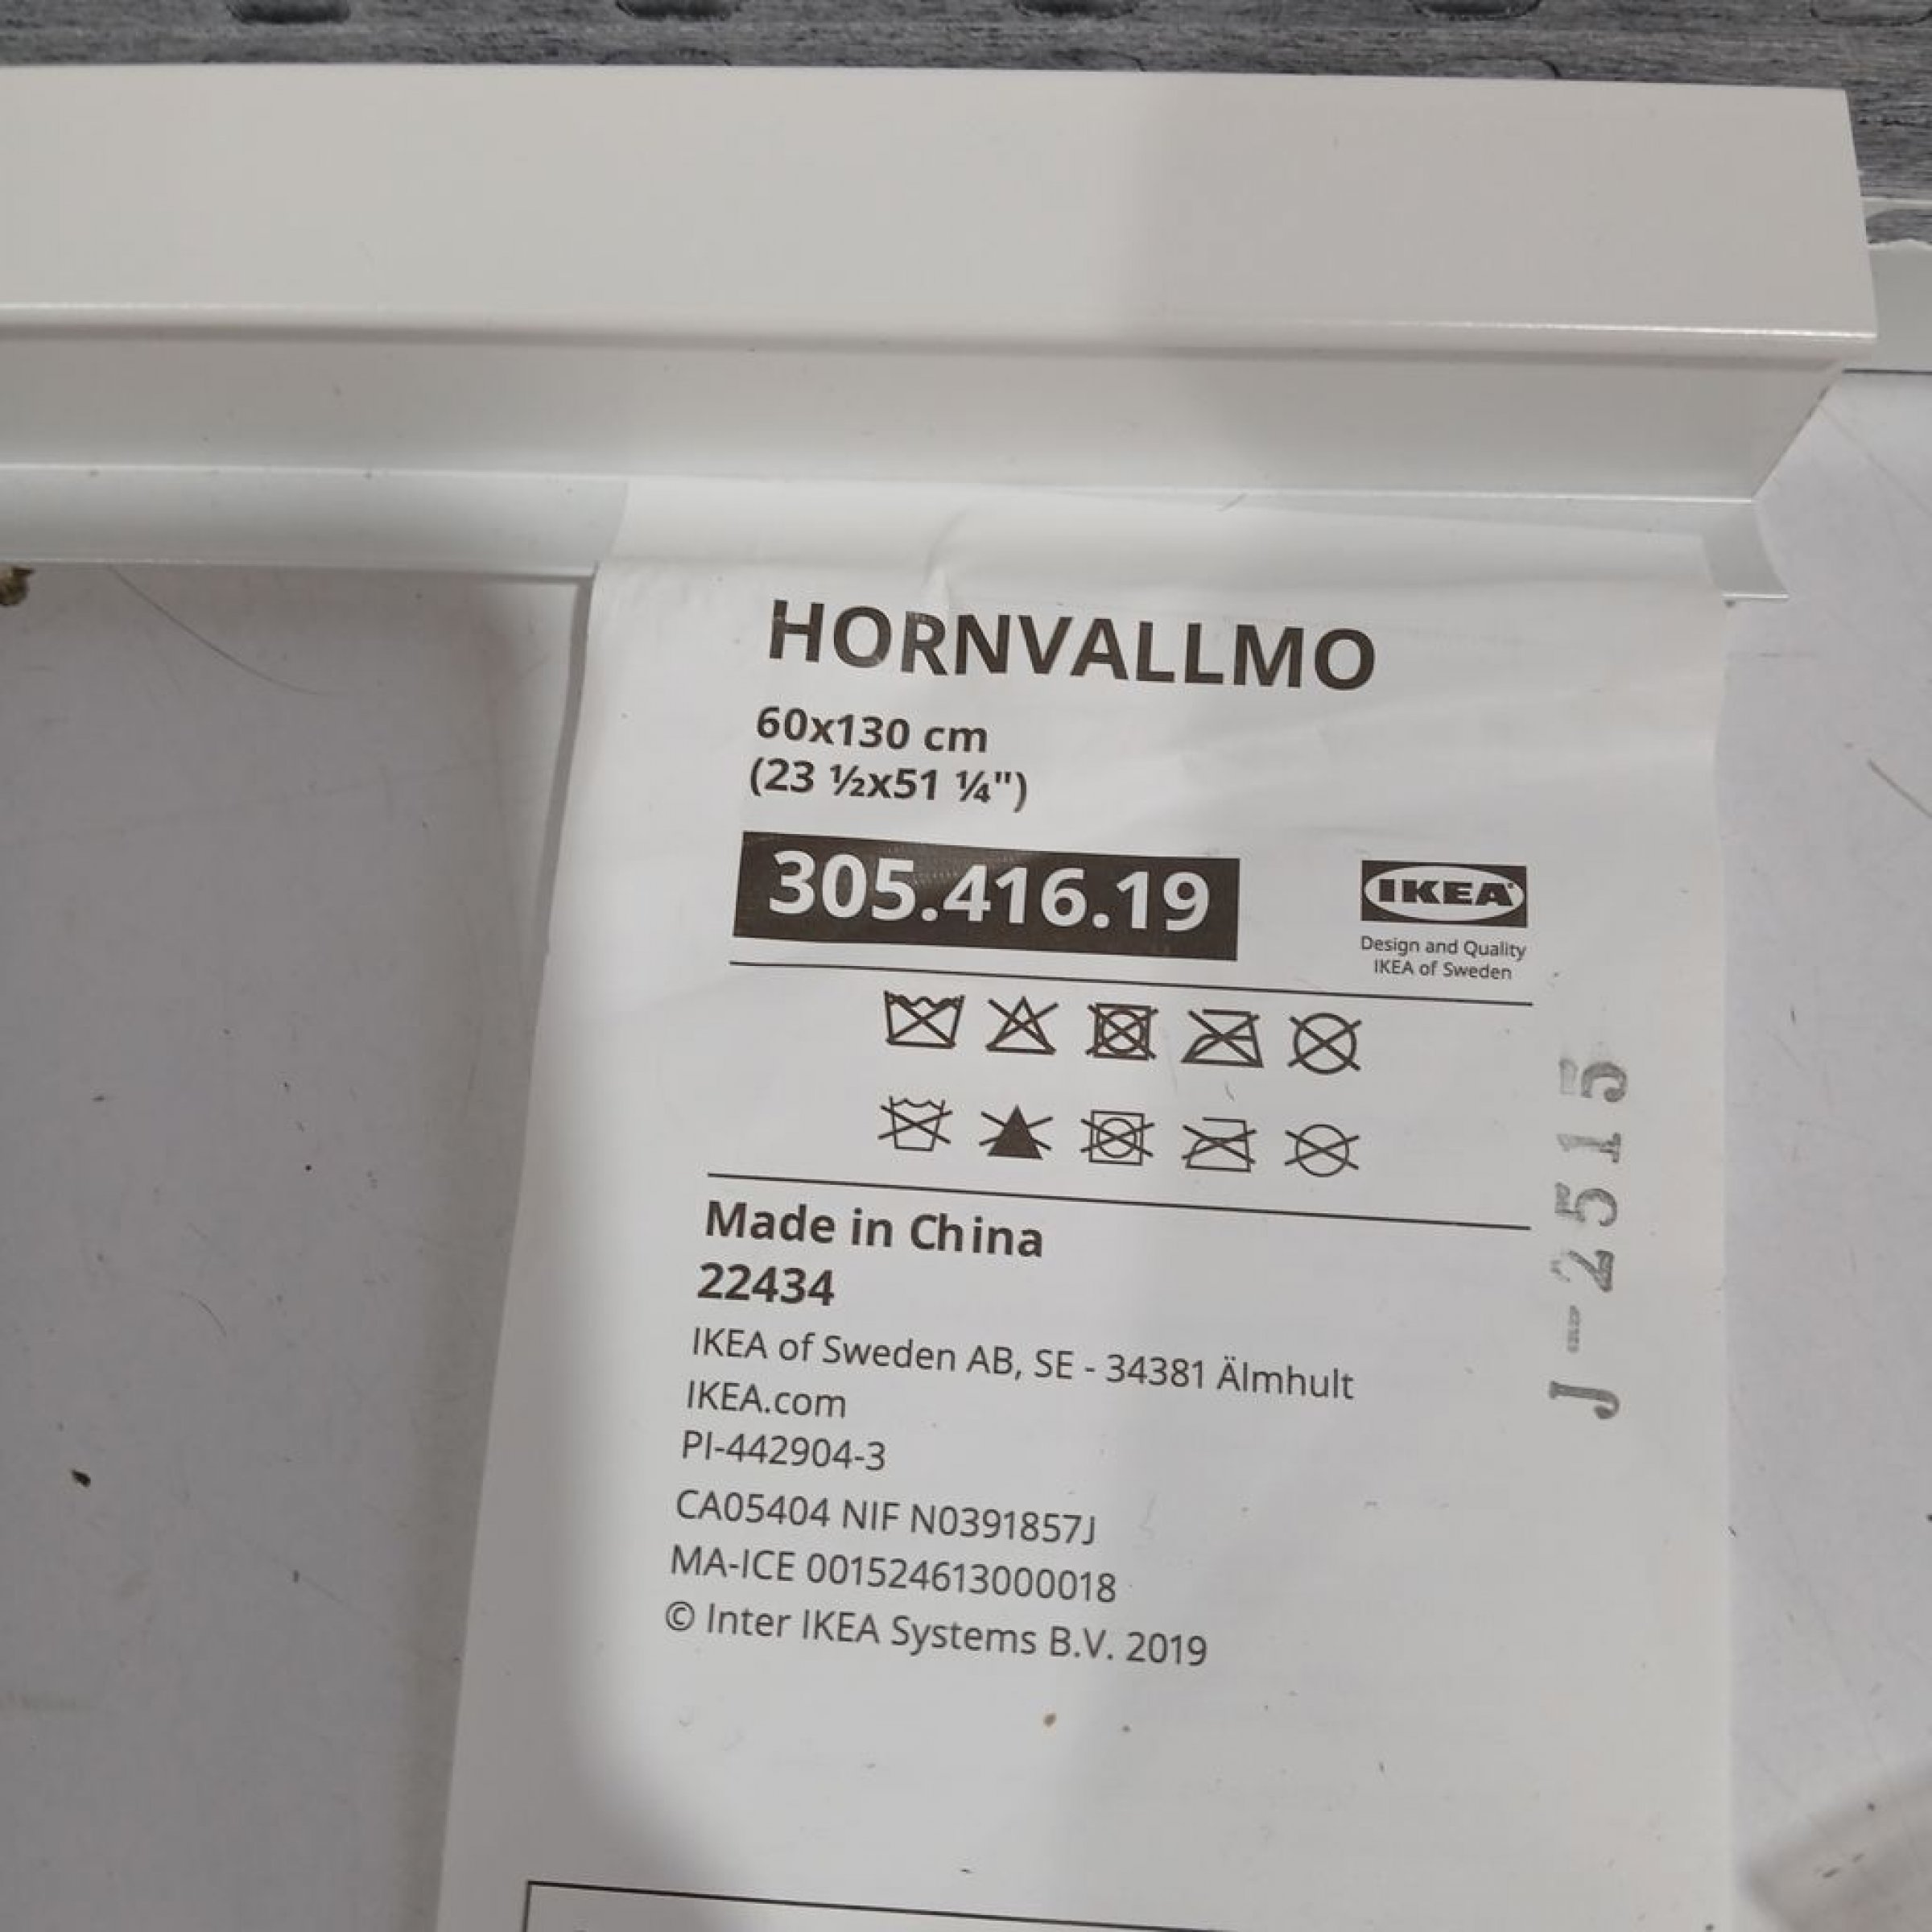 HORNVALLMO
60x130 cm
(23 ½x51 ¼")
305.416.19
IKEA®
Design and Quality
IKEA of Sweden
J-2515
Made in China
22434
IKEA of Sweden AB, SE - 34381 Älmhult
IKEA.com
PI-442904-3
CA05404 NIF N0391857J
MA-ICE 001524613000018
© Inter IKEA Systems B.V. 2019